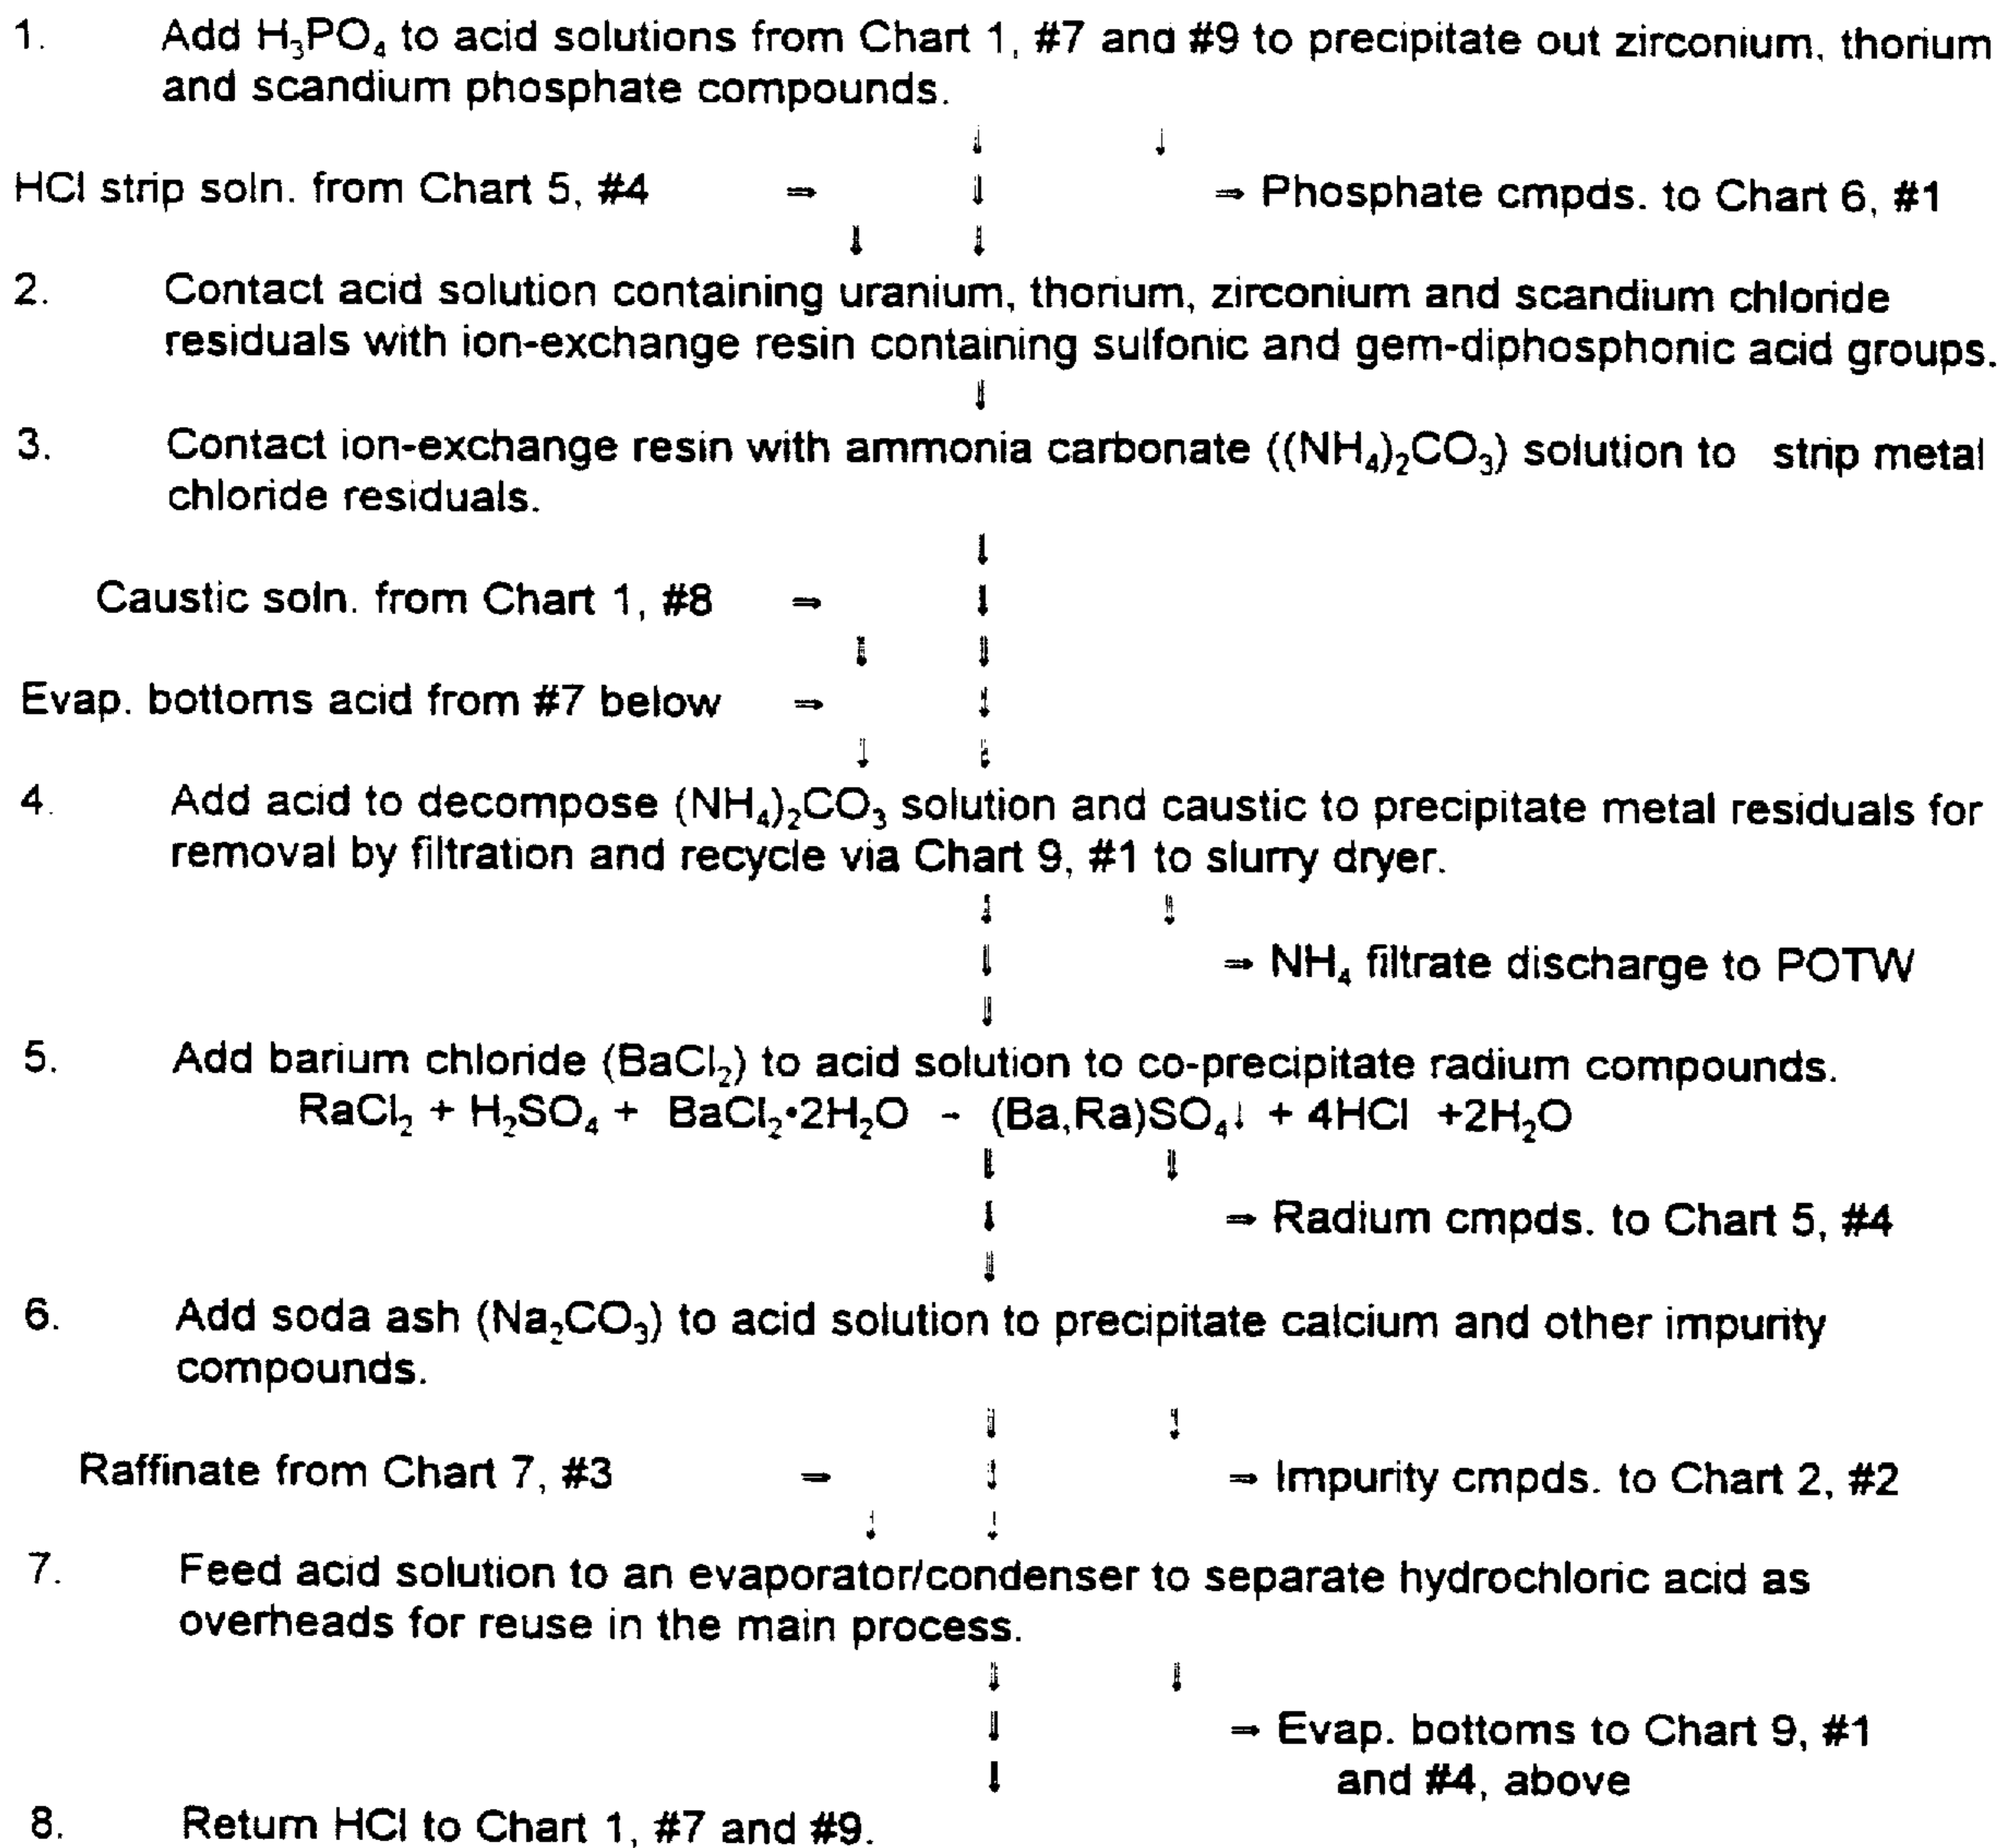 1. Add H₃PO₄ to acid solutions from Chart 1, #7 and #9 to precipitate out zirconium, thorium
and scandium phosphate compounds.
HCl strip soln. from Chart 5, #4 ⇒ ⇒ Phosphate cmpds. to Chart 6, #1
2. Contact acid solution containing uranium, thorium, zirconium and scandium chloride
residuals with ion-exchange resin containing sulfonic and gem-diphosphonic acid groups.
3. Contact ion-exchange resin with ammonia carbonate ((NH₄)₂CO₃) solution to strip metal
chloride residuals.
Caustic soln. from Chart 1, #8 ⇒
Evap. bottoms acid from #7 below ⇒
4. Add acid to decompose (NH₄)₂CO₃ solution and caustic to precipitate metal residuals for
removal by filtration and recycle via Chart 9, #1 to slurry dryer.
⇒ NH₄ filtrate discharge to POTW
5. Add barium chloride (BaCl₂) to acid solution to co-precipitate radium compounds.
RaCl₂ + H₂SO₄ + BaCl₂•2H₂O - (Ba,Ra)SO₄↓ + 4HCl +2H₂O
⇒ Radium cmpds. to Chart 5, #4
6. Add soda ash (Na₂CO₃) to acid solution to precipitate calcium and other impurity
compounds.
Raffinate from Chart 7, #3 ⇒ ⇒ Impurity cmpds. to Chart 2, #2
7. Feed acid solution to an evaporator/condenser to separate hydrochloric acid as
overheads for reuse in the main process.
⇒ Evap. bottoms to Chart 9, #1
and #4, above
8. Return HCl to Chart 1, #7 and #9.